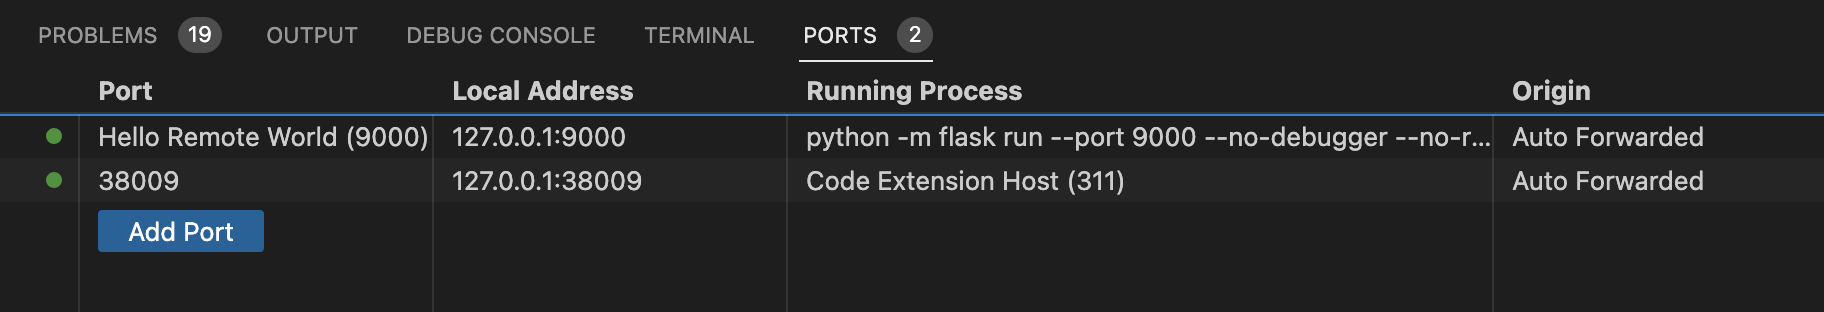 PROBLEMS 19 OUTPUT DEBUG CONSOLE TERMINAL PORTS 2
Port Local Address Running Process Origin
Hello Remote World (9000) 127.0.0.1:9000 python -m flask run --port 9000 --no-debugger --no-r... Auto Forwarded
38009 127.0.0.1:38009 Code Extension Host (311) Auto Forwarded
Add Port